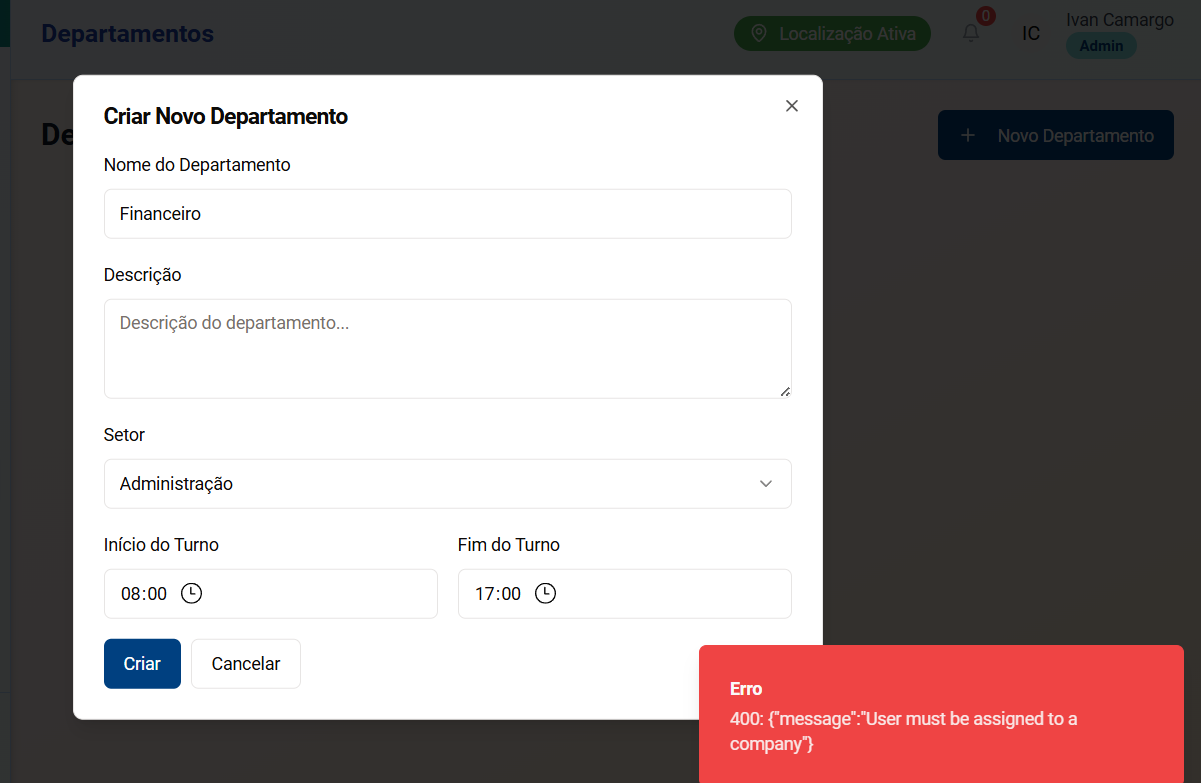 Departamentos
Localização Ativa
0
IC
Ivan Camargo
Admin
De
Novo Departamento
Criar Novo Departamento
Nome do Departamento
Financeiro
Descrição
Descrição do departamento...
Setor
Administração
Início do Turno
Fim do Turno
08:00
17:00
Criar
Cancelar
Erro
400: {"message":"User must be assigned to a
company"}